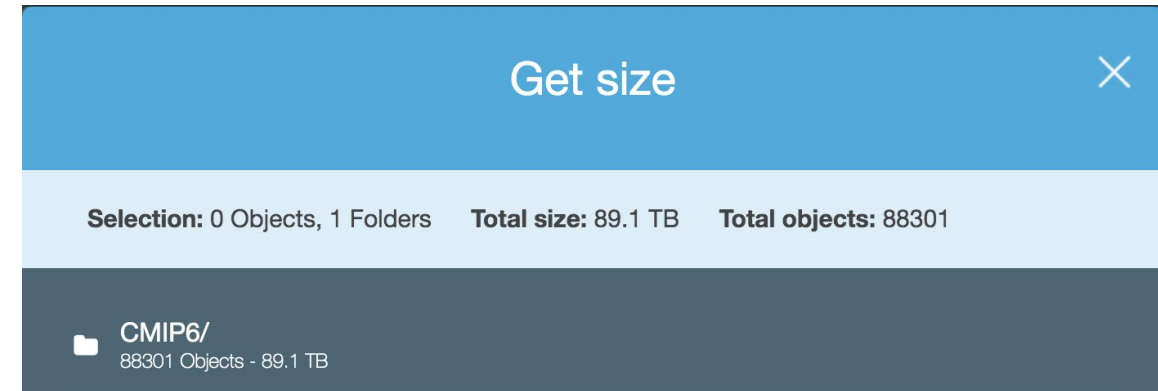 Get size
Selection: 0 Objects, 1 Folders Total size: 89.1 TB Total objects: 88301
CMIP6/
88301 Objects - 89.1 TB